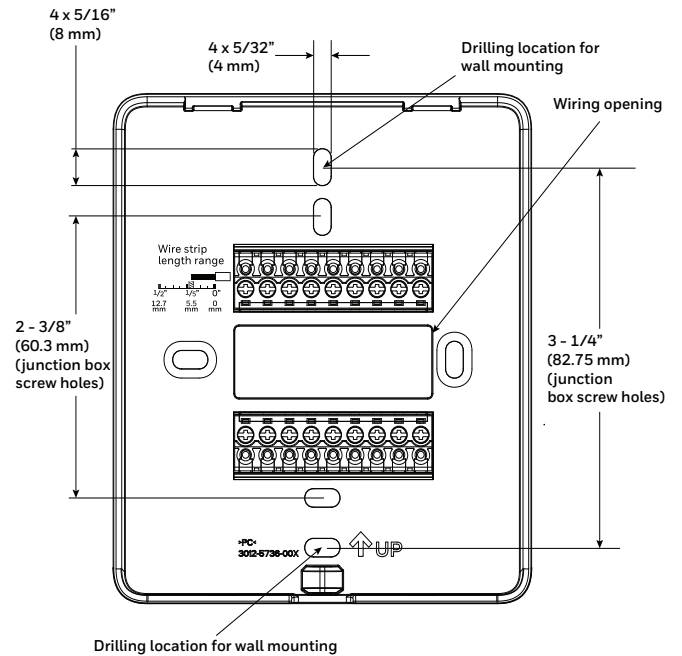 4 x 5/16”
(8 mm)
4 x 5/32”
(4 mm)
Drilling location for
wall mounting
Wiring opening
Wire strip
length range
1/2” 1/5” 0”
12.7 5.5 0
mm mm mm
2 - 3/8”
(60.3 mm)
(junction box
screw holes)
3 - 1/4”
(82.75 mm)
(junction
box screw holes)
>PC<
3012-5736-00X
UP
Drilling location for wall mounting